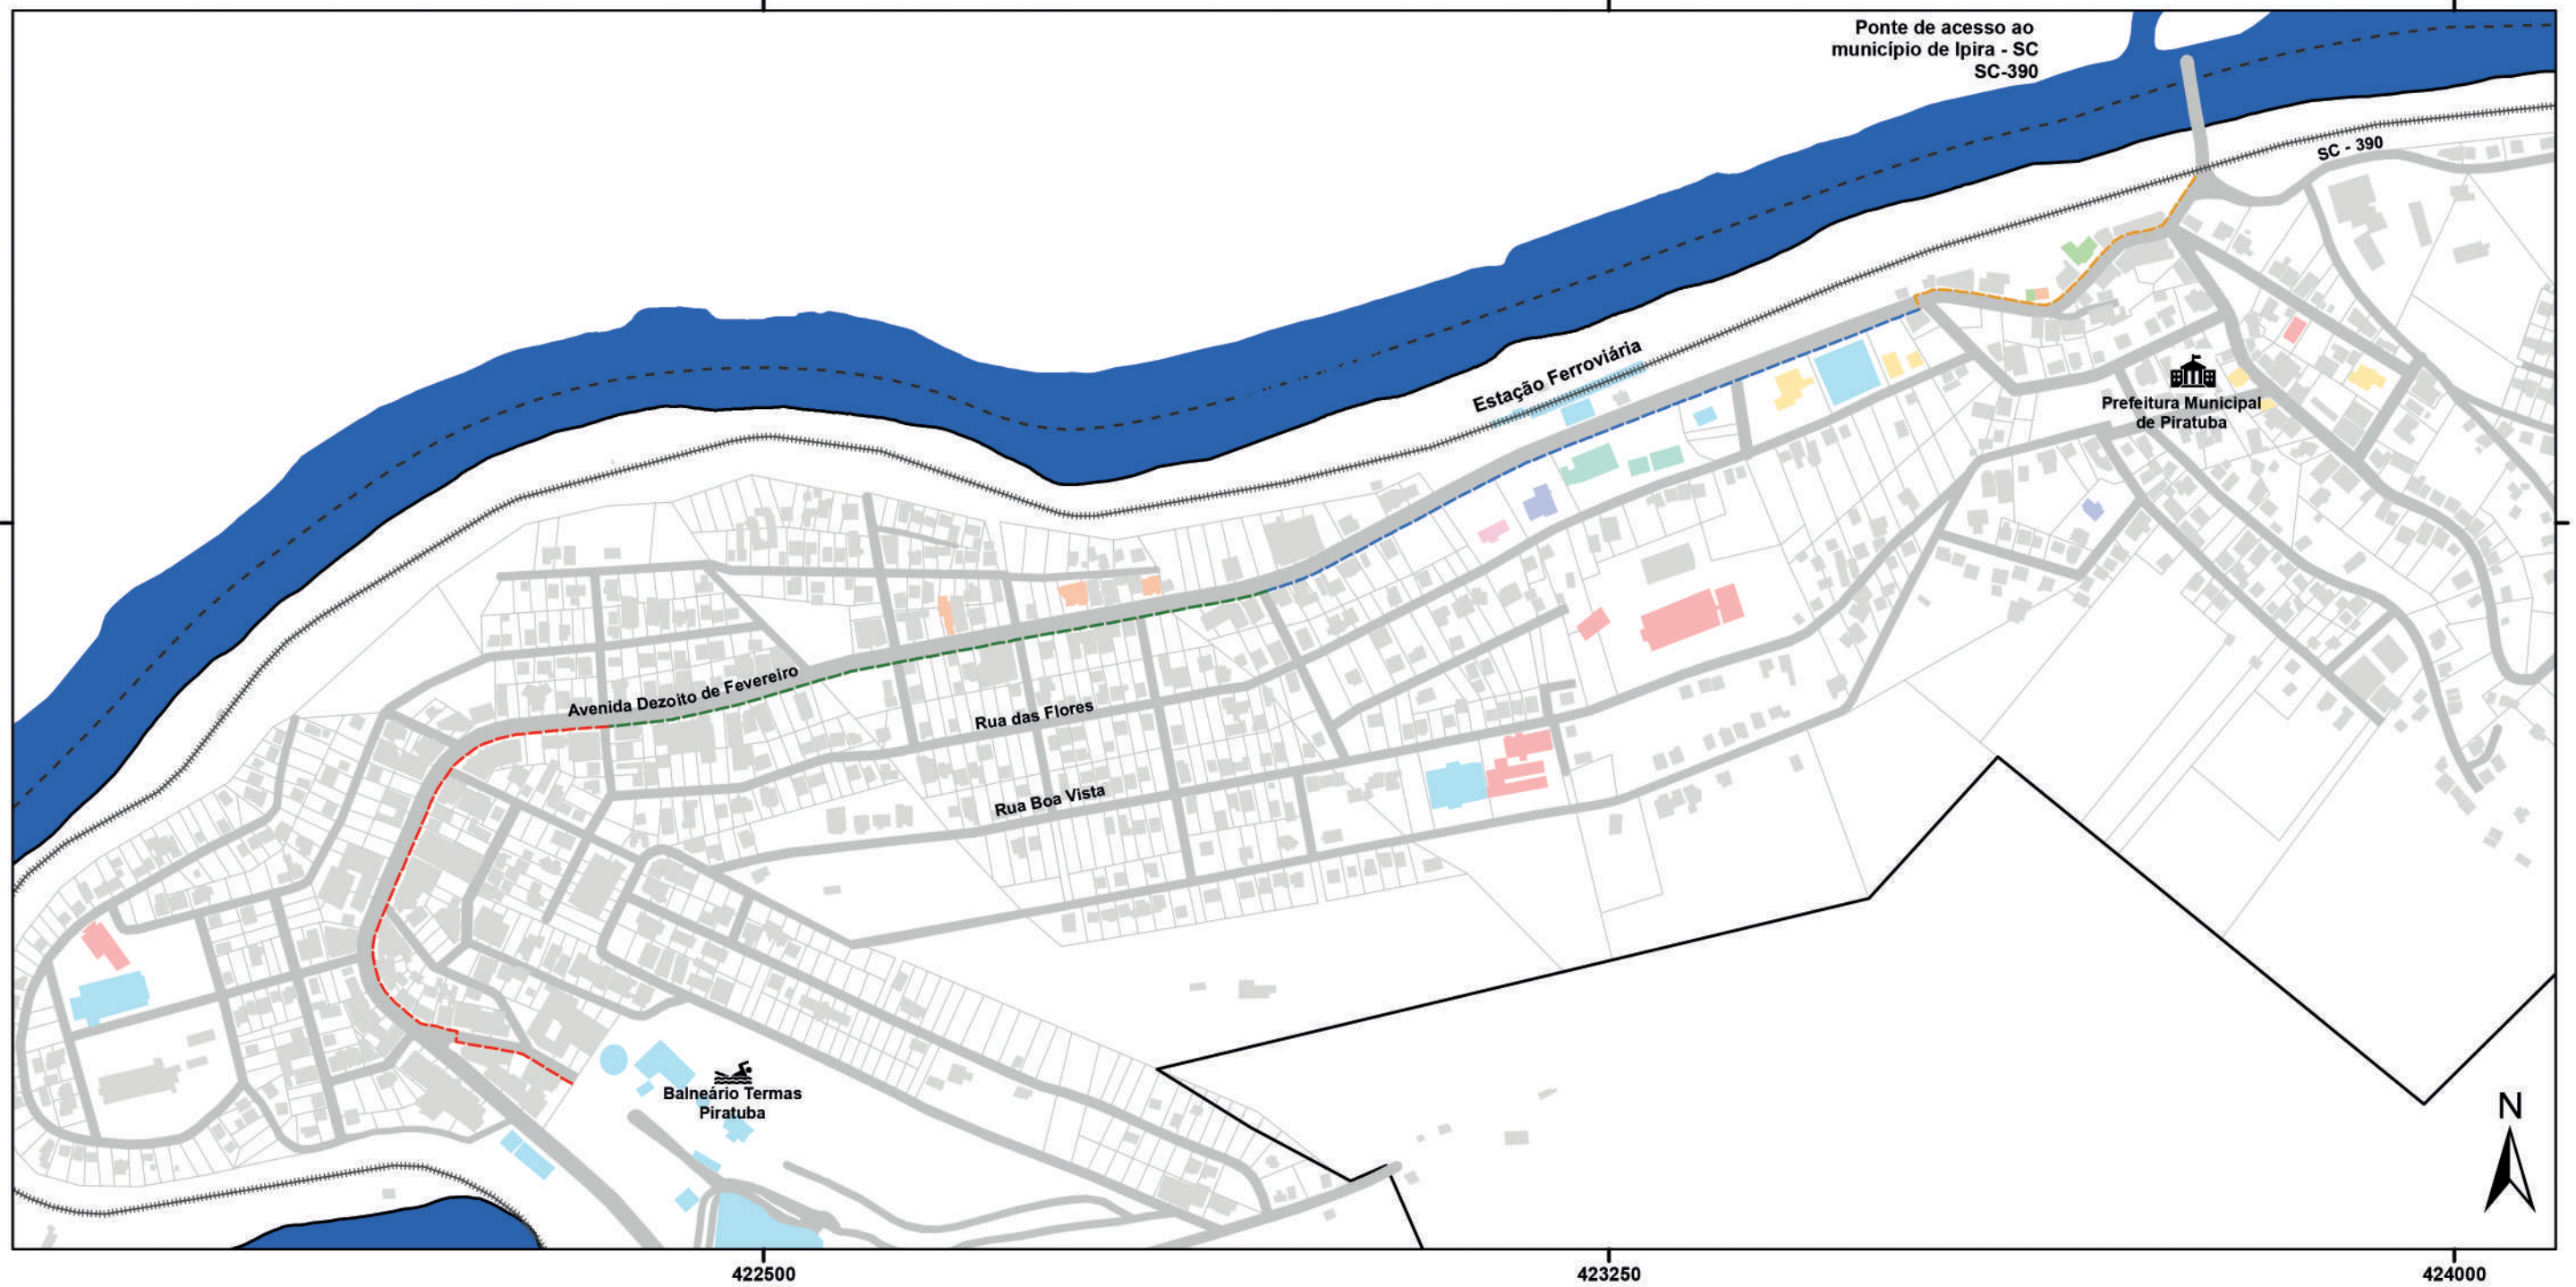 Ponte de acesso ao
município de Ipira - SC
SC-390
SC - 390
Estação Ferroviária
Prefeitura Municipal
de Piratuba
Avenida Dezoito de Fevereiro
Rua das Flores
Rua Boa Vista
Balneário Termas
Piratuba
N
422500
423250
424000